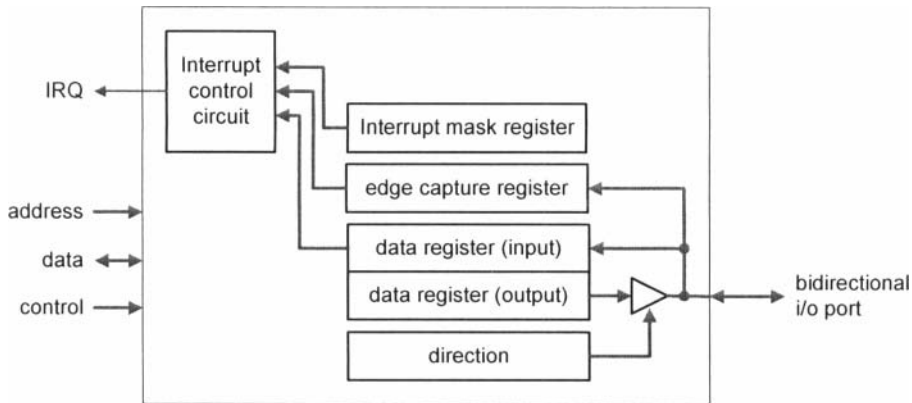 Interrupt
control
circuit
IRQ
Interrupt mask register
edge capture register
address
data register (input)
data
data register (output)
bidirectional
i/o port
control
direction